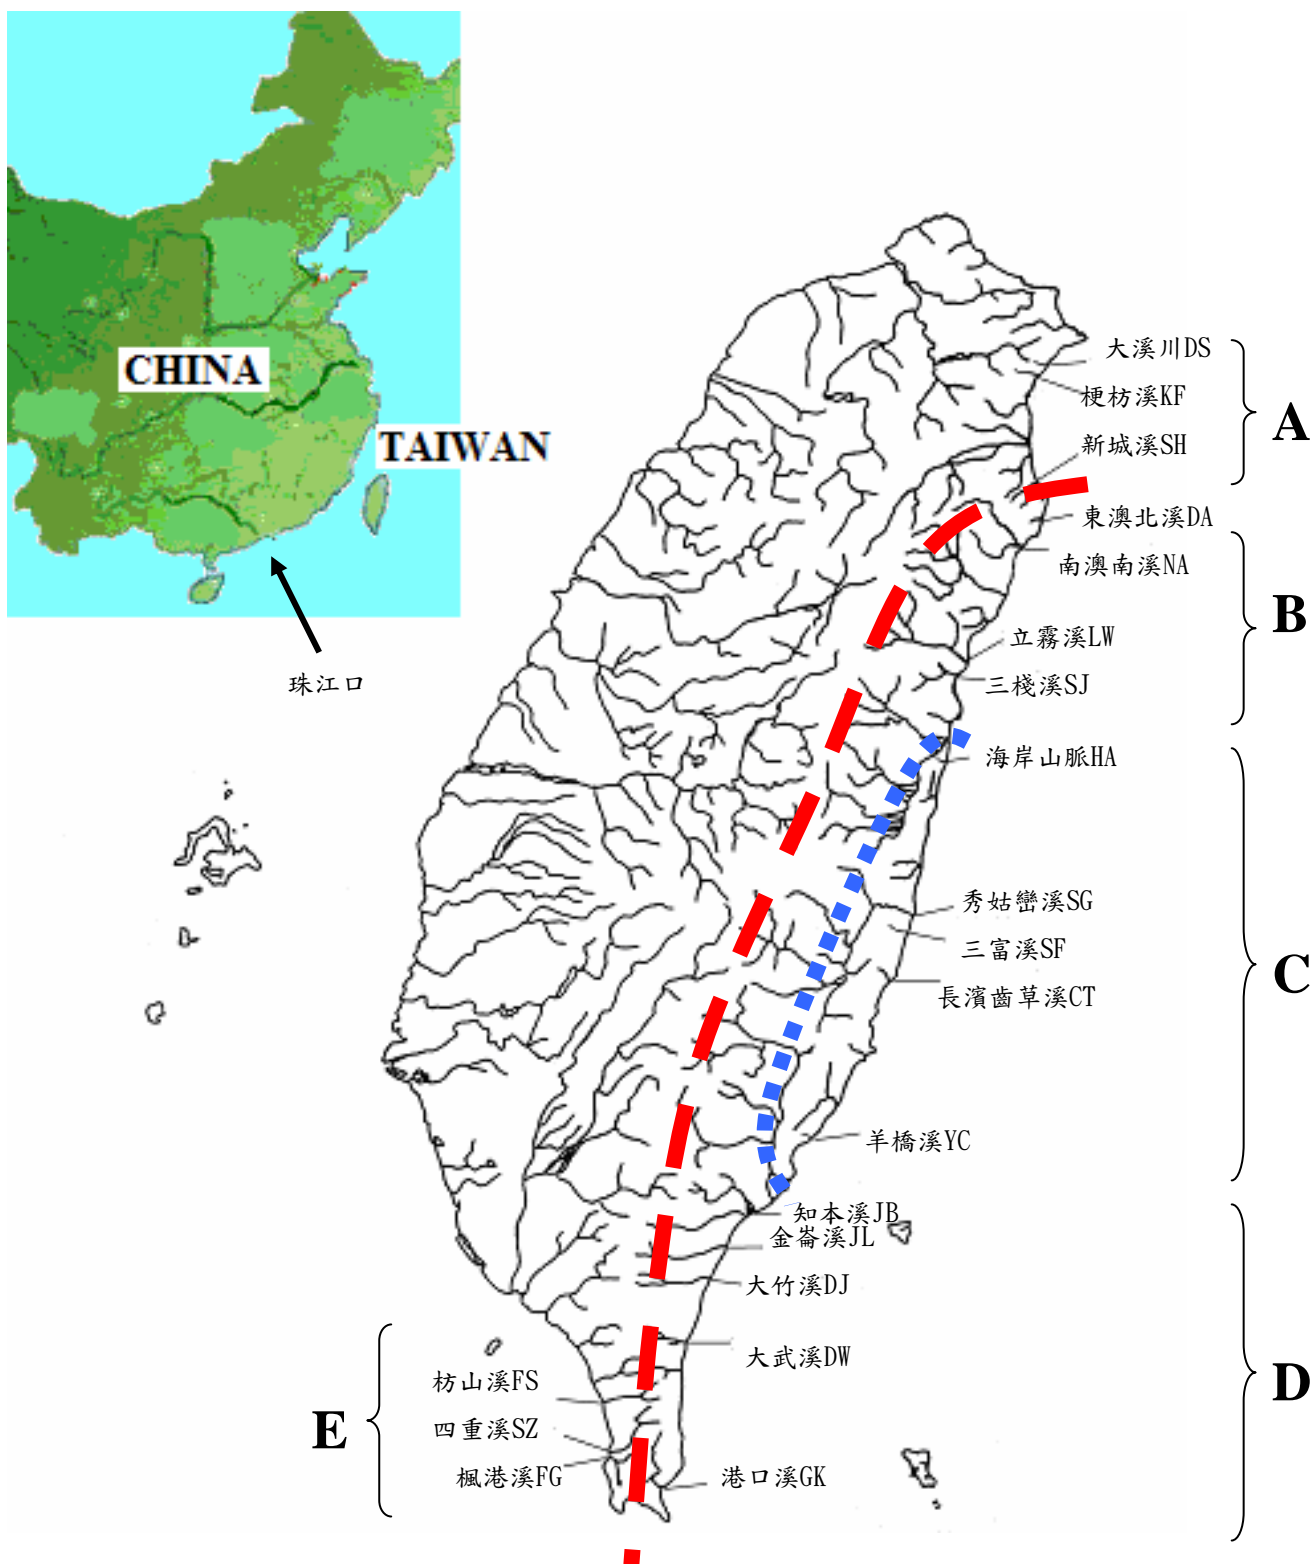 CHINA
TAIWAN
珠江口
大溪川DS
梗枋溪KF
新城溪SH
A
東澳北溪DA
南澳南溪NA
立霧溪LW
三棧溪SJ
B
海岸山脈HA
秀姑巒溪SG
三富溪SF
長濱齒草溪CT
羊橋溪YC
C
知本溪JB
金崙溪JL
大竹溪DJ
大武溪DW
港口溪GK
D
枋山溪FS
四重溪SZ
楓港溪FG
E